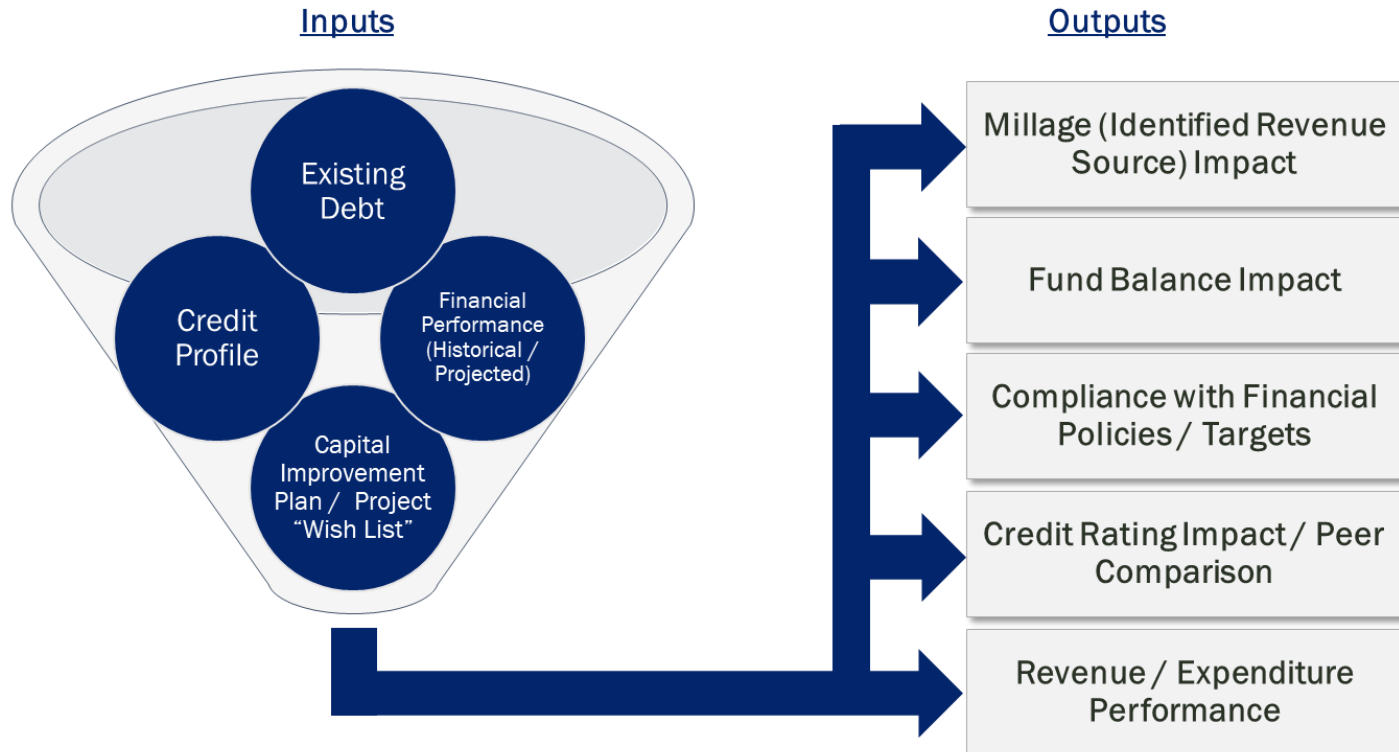 Inputs
Existing
Debt
Credit
Profile
Financial
Performance
(Historical /
Projected)
Capital
Improvement
Plan / Project
“Wish List”
Outputs
Millage (Identified Revenue
Source) Impact
Fund Balance Impact
Compliance with Financial
Policies / Targets
Credit Rating Impact / Peer
Comparison
Revenue / Expenditure
Performance